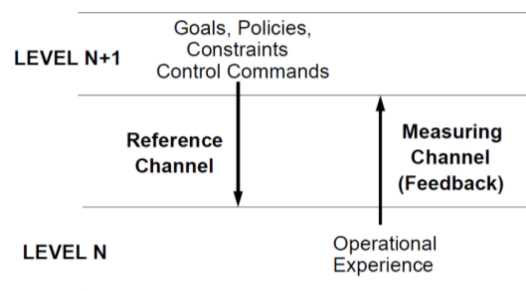 Goals, Policies,
Constraints
Control Commands
LEVEL N+1
Reference
Channel
Measuring
Channel
(Feedback)
LEVEL N
Operational
Experience